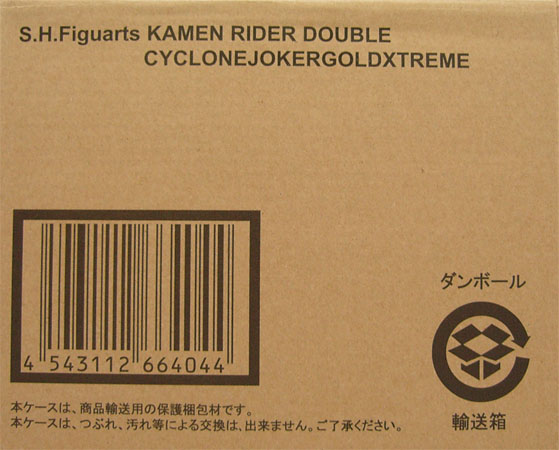 S.H.Figuarts KAMEN RIDER DOUBLE
CYCLONEJOKERGOLDXTREME
ダンボール
4 543112 664044
輸送箱
本ケースは、商品輸送用の保護梱包材です。
本ケースは、つぶれ、汚れ等による交換は、出来ません。ご了承ください。